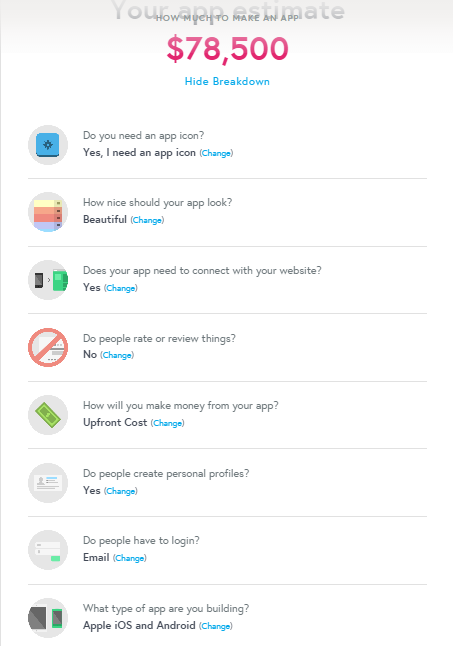 Your app estimate
HOW MUCH TO MAKE AN APP
$78,500
Hide Breakdown
Do you need an app icon?
Yes, I need an app icon (Change)
How nice should your app look?
Beautiful (Change)
Does your app need to connect with your website?
Yes (Change)
Do people rate or review things?
No (Change)
How will you make money from your app?
Upfront Cost (Change)
Do people create personal profiles?
Yes (Change)
Do people have to login?
Email (Change)
What type of app are you building?
Apple iOS and Android (Change)